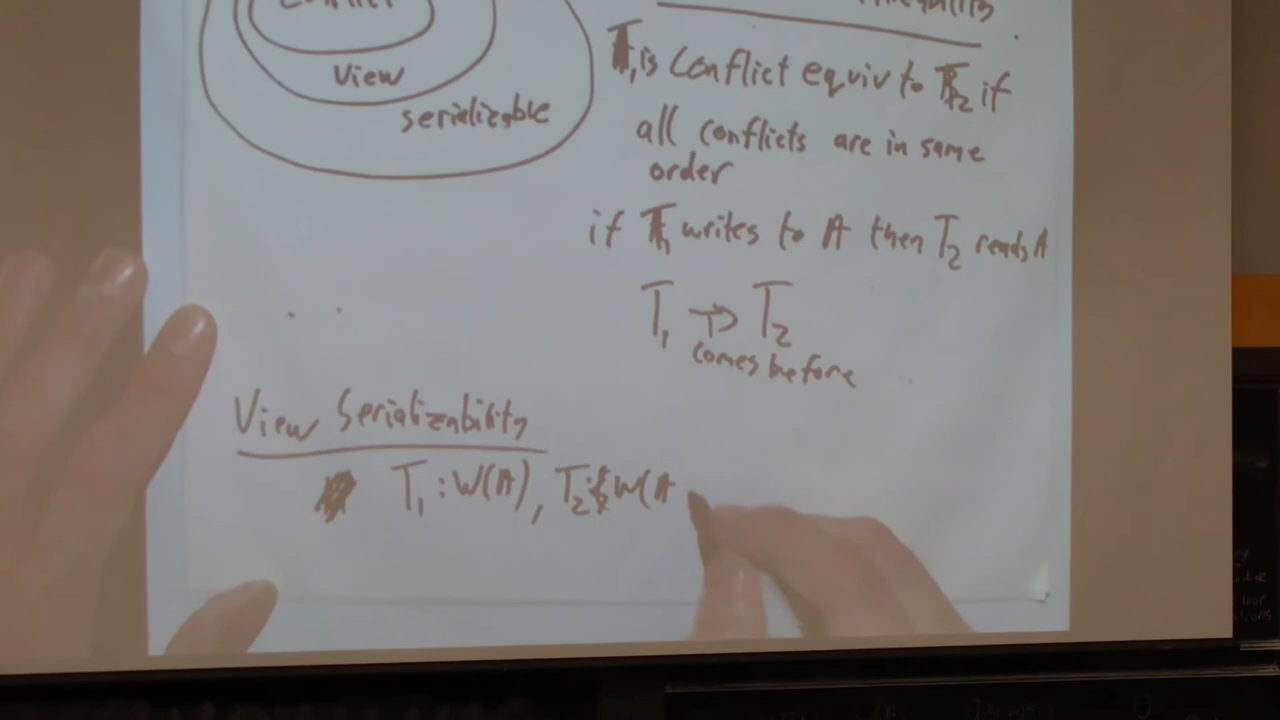 Conflict
View
serializable
T1 is conflict equiv to T2 if
all conflicts are in same
order
if T1 writes to A then T2 reads A
T1 → T2
comes before
View Serializability
T1 : W(A), T2 : W(A